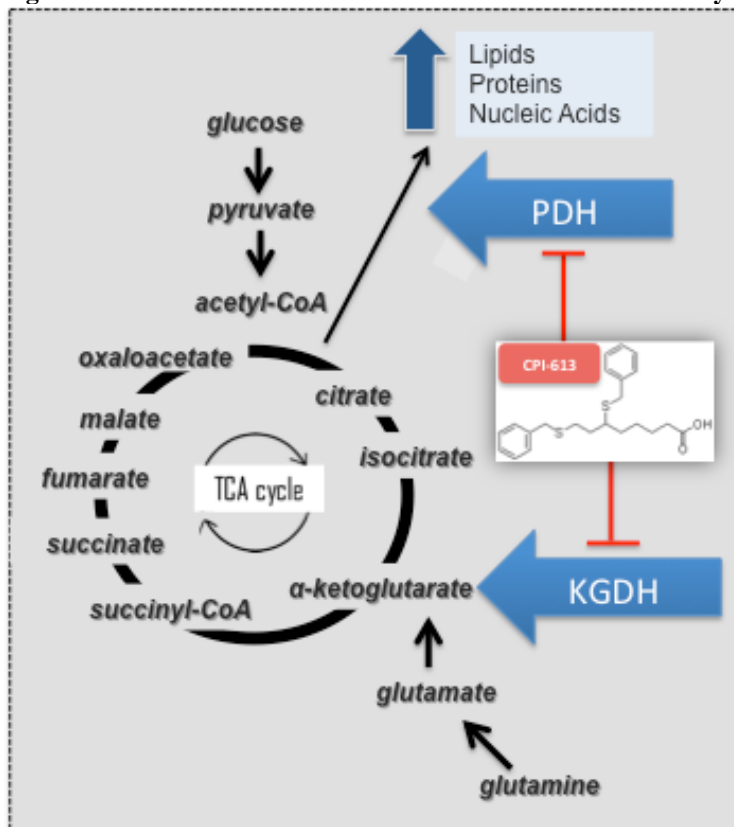 Lipids
Proteins
Nucleic Acids
glucose
pyruvate
PDH
acetyl-CoA
oxaloacetate
citrate
CPI-613
malate
isocitrate
S
S
OH
O
fumarate
TCA cycle
succinate
succinyl-CoA
α-ketoglutarate
KGDH
glutamate
glutamine